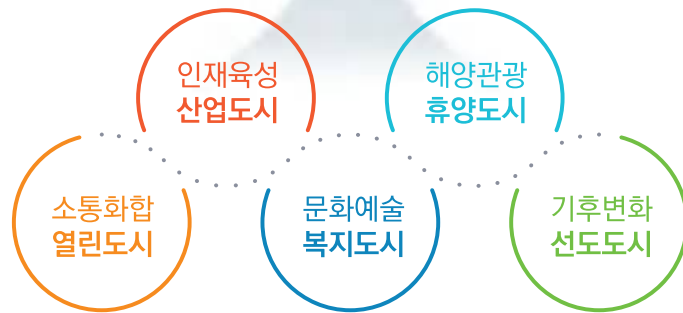 인재육성
산업도시
해양관광
휴양도시
소통화합
열린도시
문화예술
복지도시
기후변화
선도도시